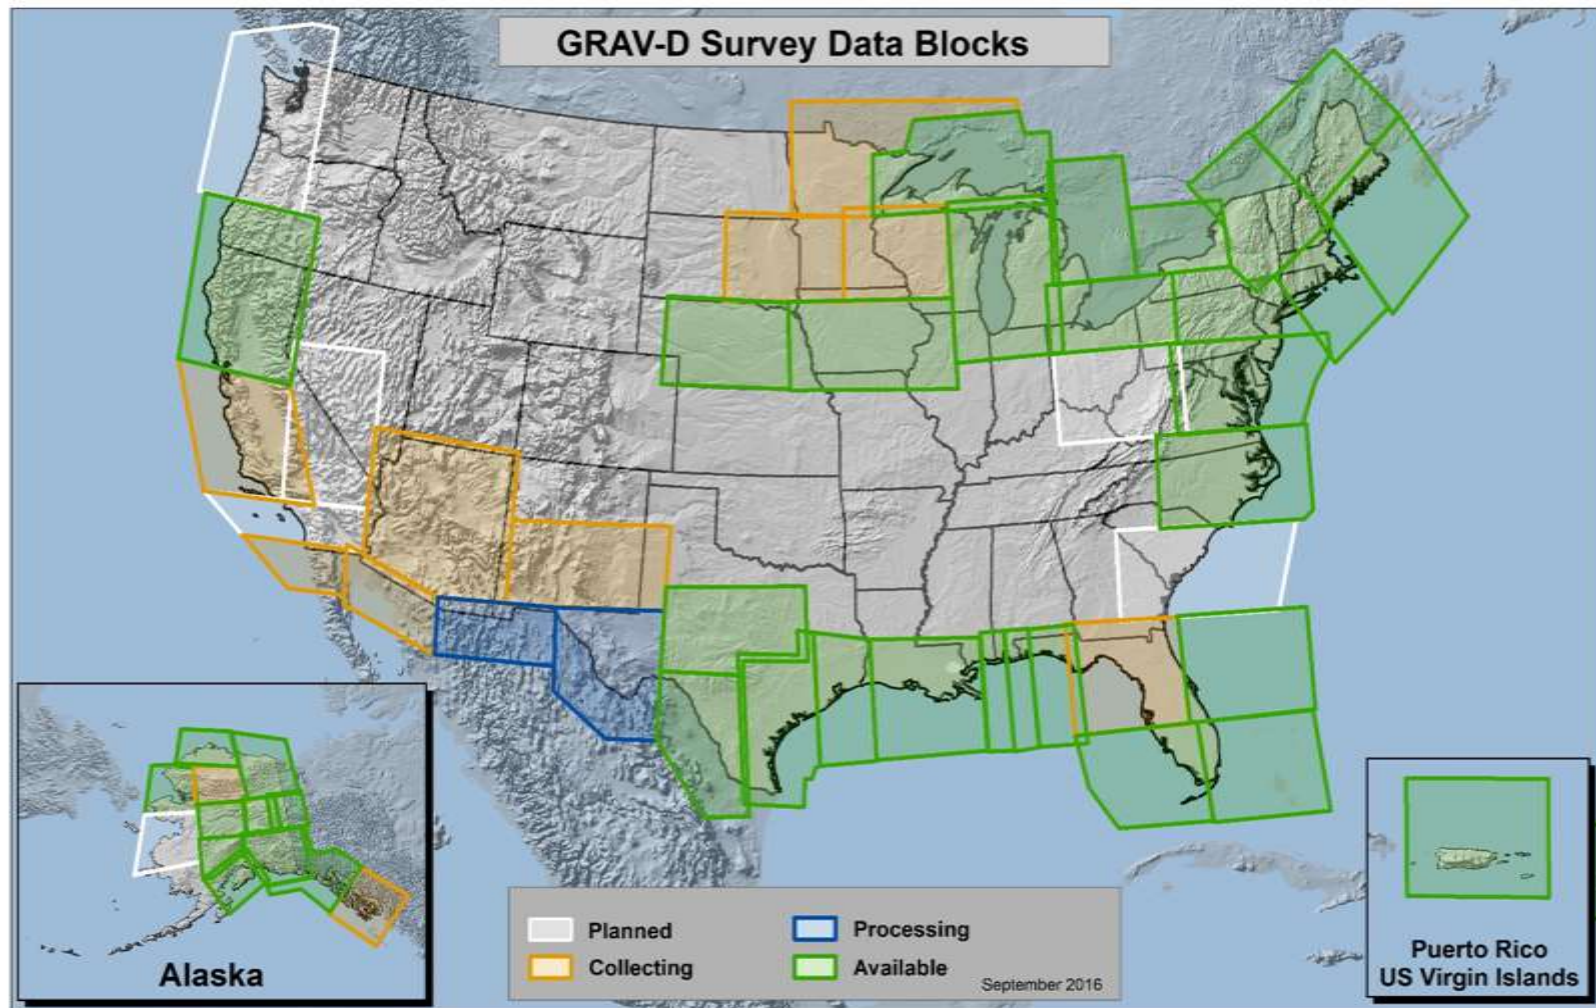 GRAV-D Survey Data Blocks
Alaska
Planned
Processing
Collecting
Available
September 2016
Puerto Rico
US Virgin Islands